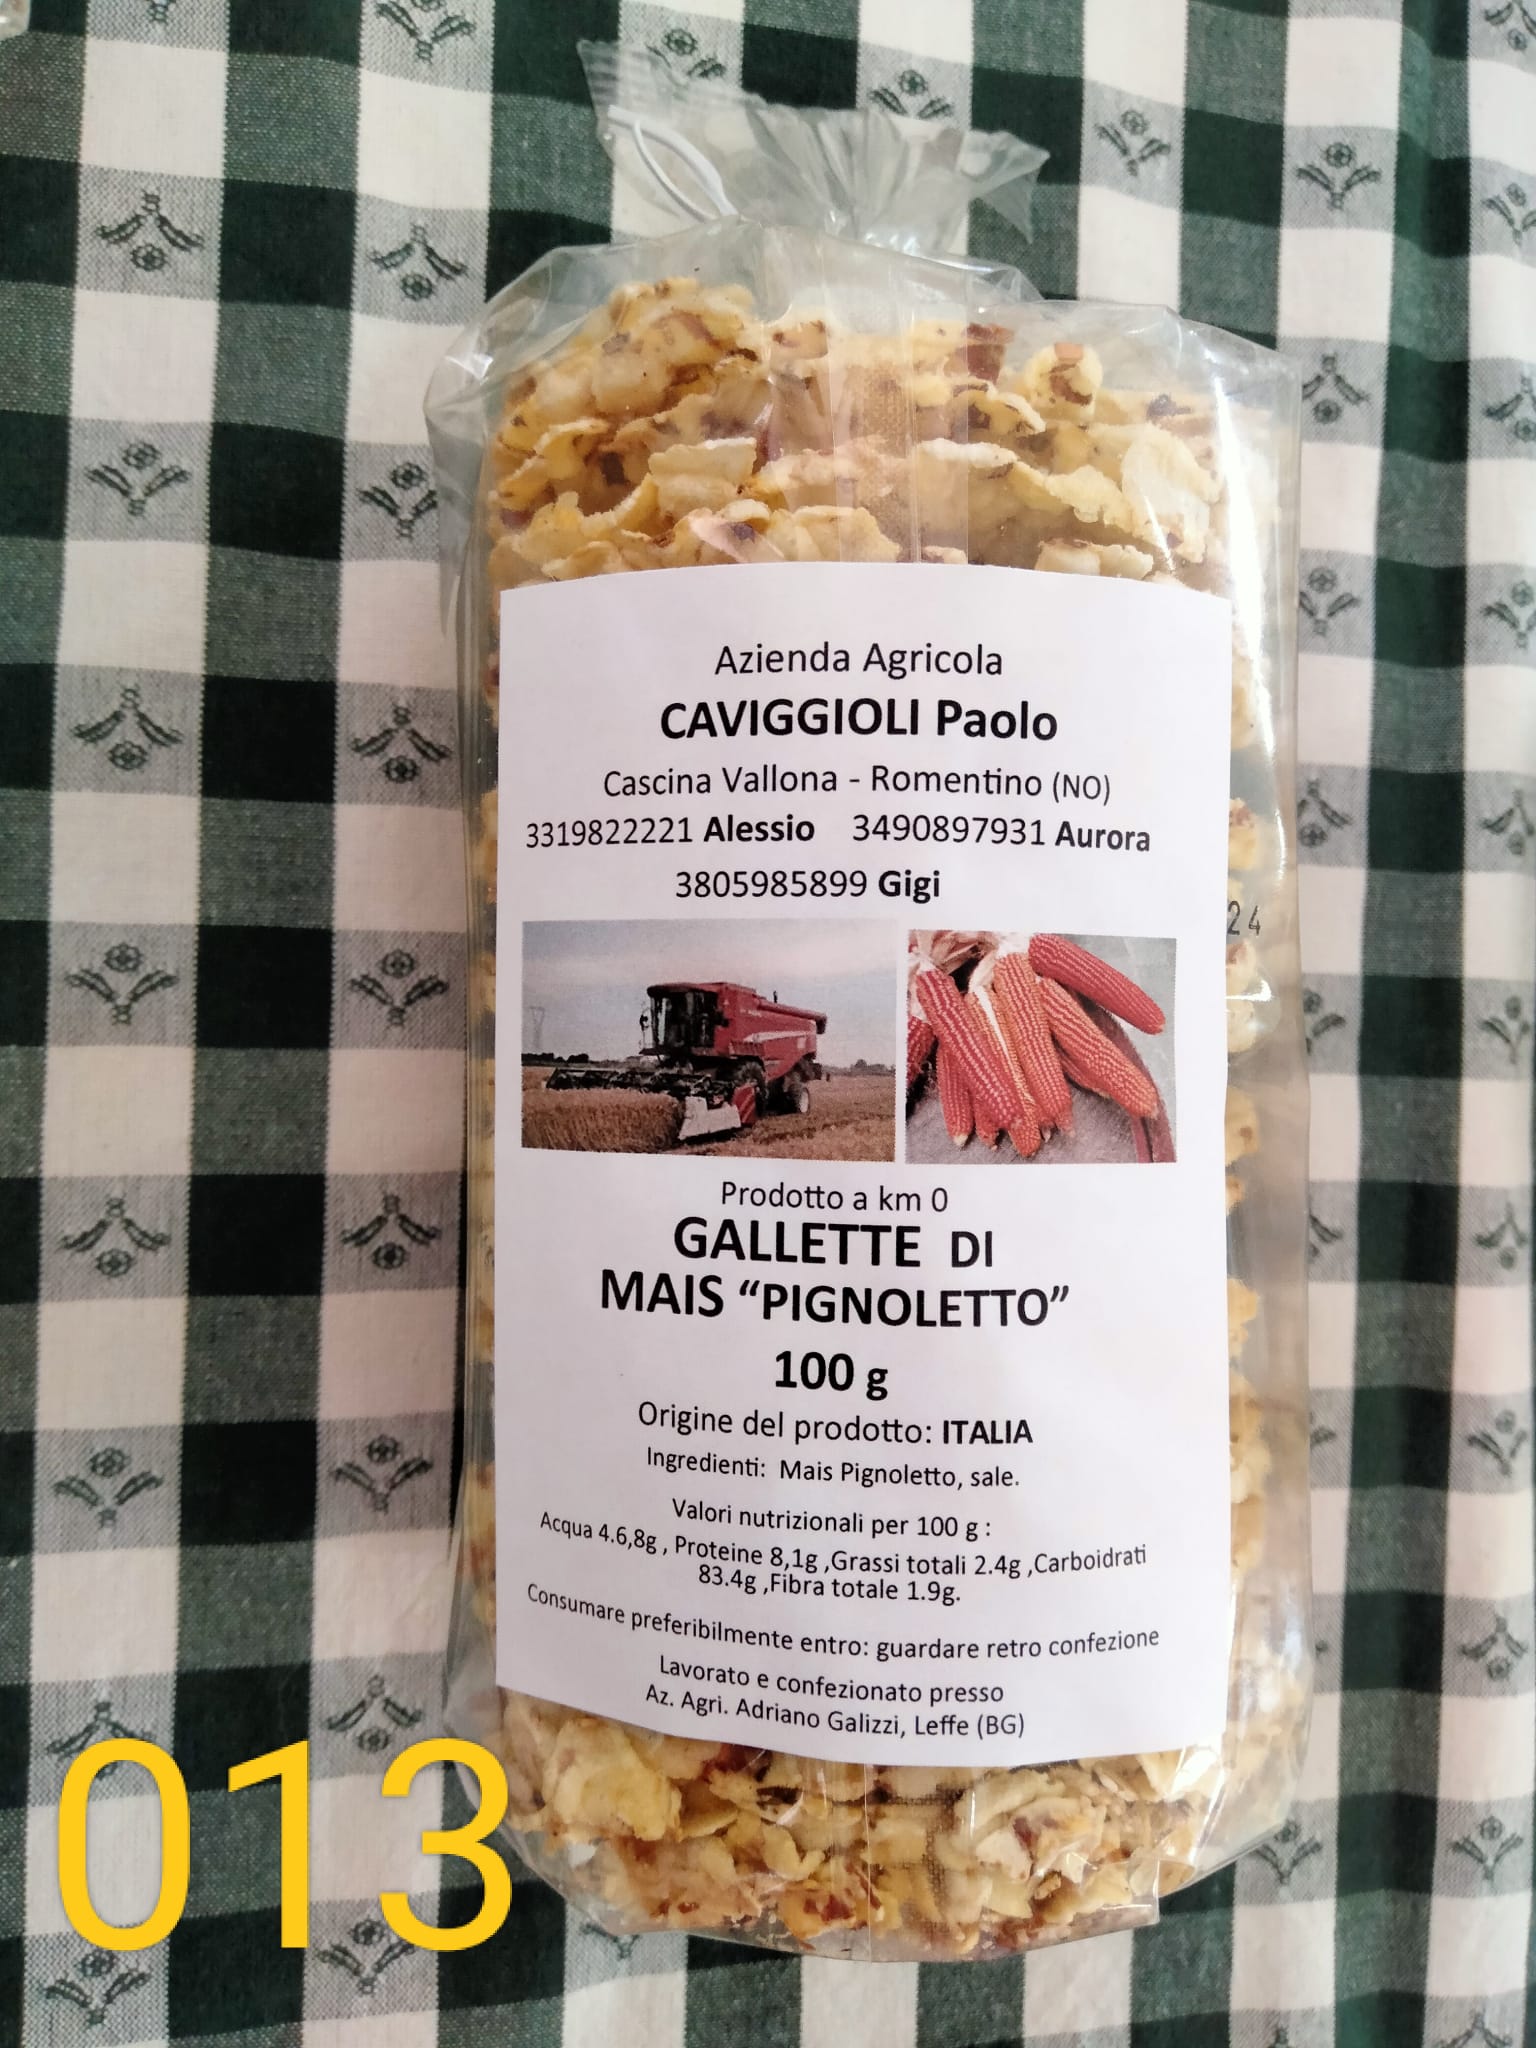 Azienda Agricola
CAVIGGIOLI Paolo
Cascina Vallona - Romentino (NO)
3319822221 Alessio 3490897931 Aurora
3805985899 Gigi
24
Prodotto a km 0
GALLETTE DI
MAIS “PIGNOLETTO”
100 g
Origine del prodotto: ITALIA
Ingredienti: Mais Pignoletto, sale.
Valori nutrizionali per 100 g :
Acqua 4.6,8g , Proteine 8,1g ,Grassi totali 2.4g ,Carboidrati
83.4g ,Fibra totale 1.9g.
Consumare preferibilmente entro: guardare retro confezione
Lavorato e confezionato presso
Az. Agri. Adriano Galizzi, Leffe (BG)
013